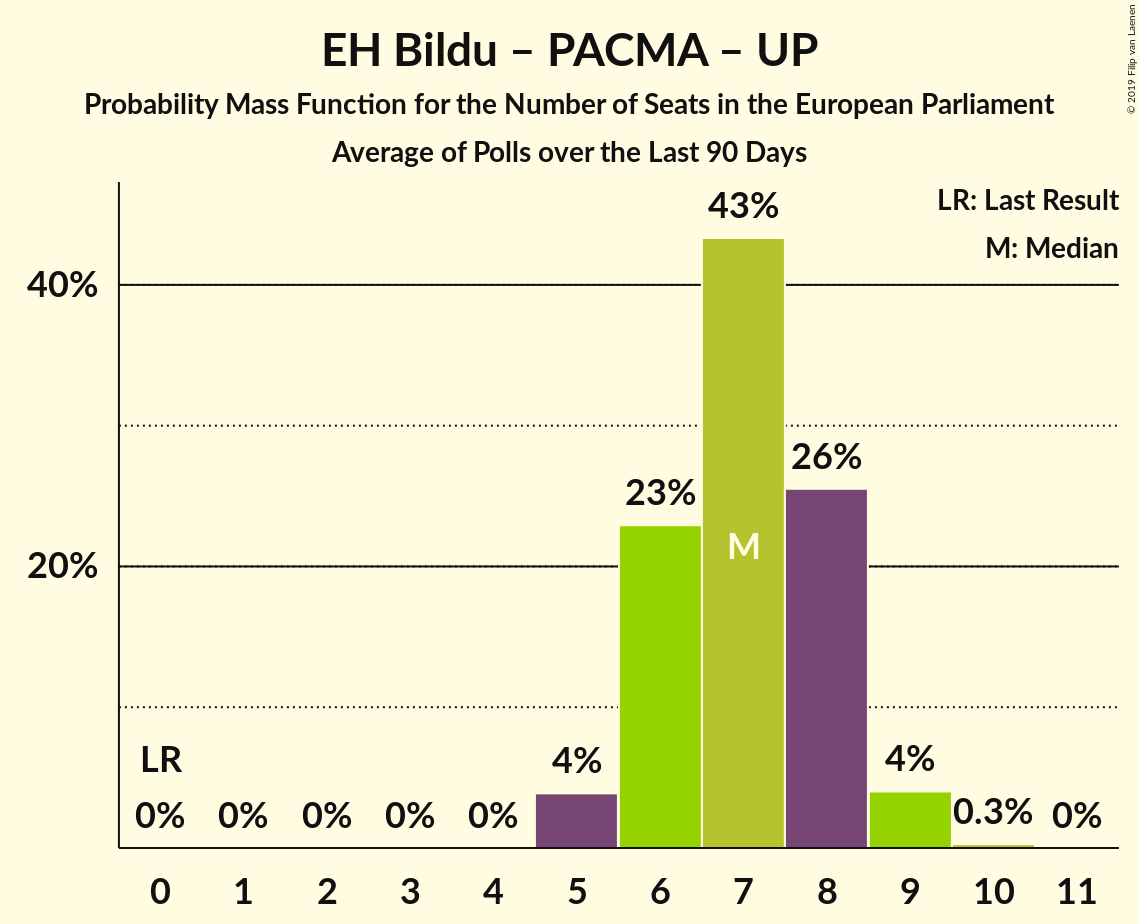 EH Bildu – PACMA – UP
Probability Mass Function for the Number of Seats in the European Parliament
Average of Polls over the Last 90 Days
© 2019 Filip van Laenen
LR: Last Result
M: Median
43%
40%
26%
23%
M
20%
LR
4%
4%
0% 0% 0% 0% 0% 0.3% 0%
0 1 2 3 4 5 6 7 8 9 10 11